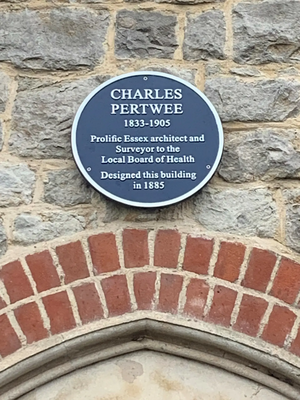 CHARLES
PERTWEE
1833-1905
Prolific Essex architect and
Surveyor to the
Local Board of Health
Designed this building
in 1885